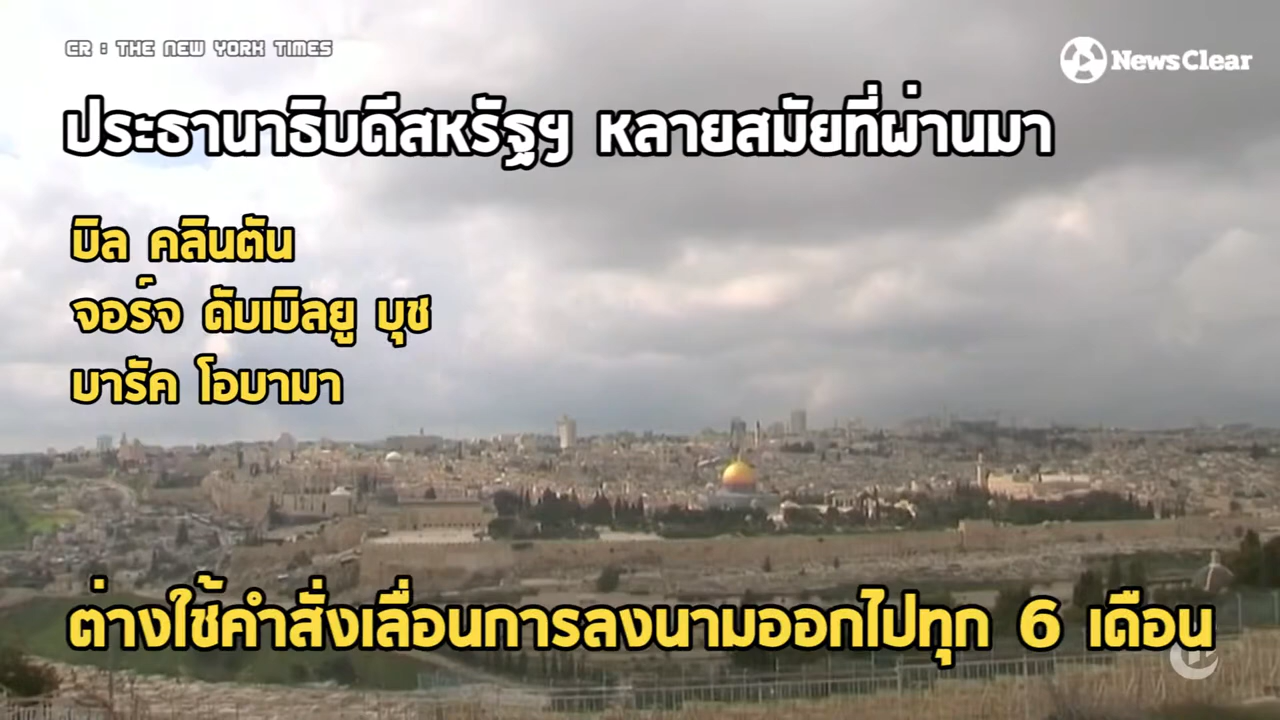 CR : THE NEW YORK TIMES
News Clear
ประธานาธิบดีสหรัฐฯ หลายสมัยที่ผ่านมา
บิล คลินตัน
จอร์จ ดับเบิลยู บุช
บารัค โอบามา
ต่างใช้คำสั่งเลื่อนการลงนามออกไปทุก 6 เดือน